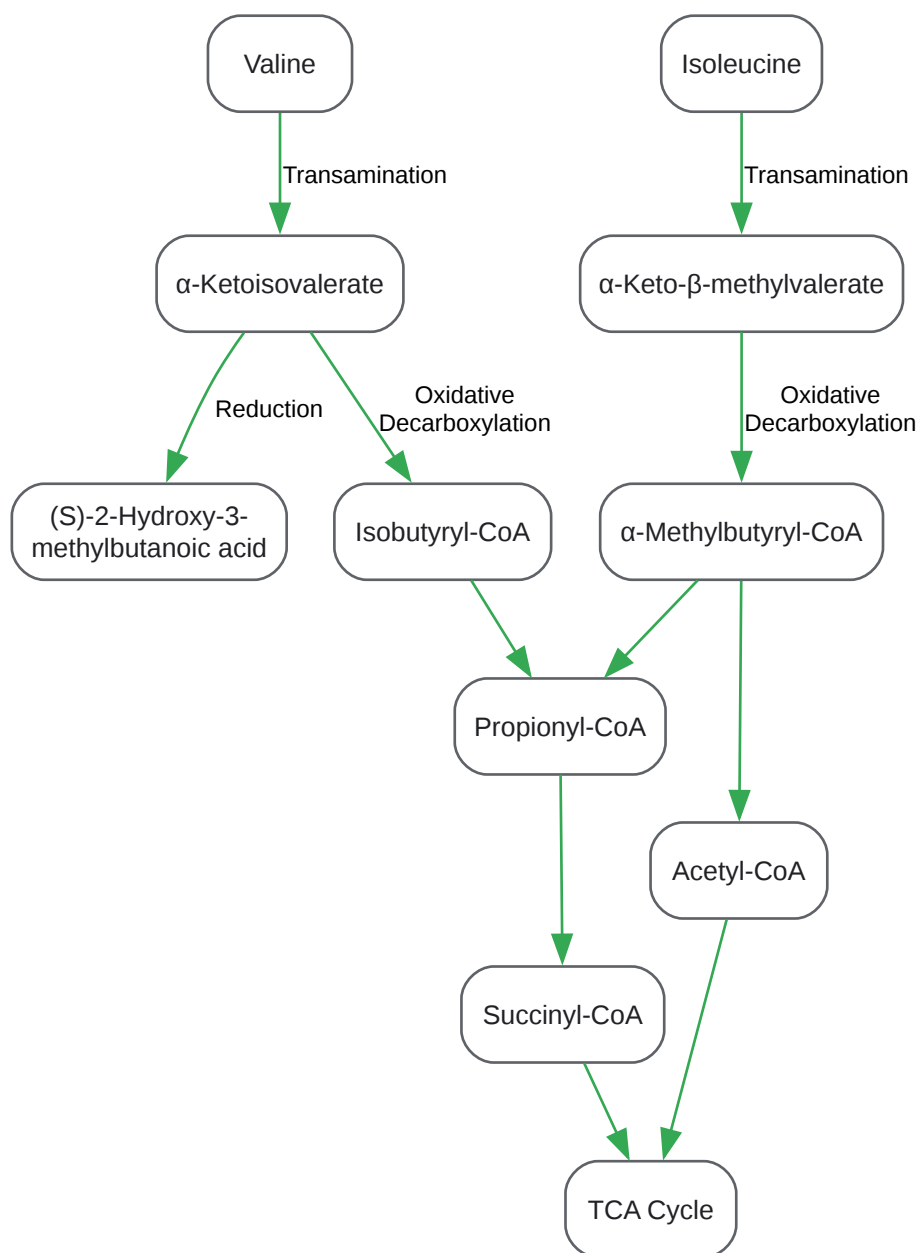 Valine
Isoleucine
Transamination
Transamination
α-Ketoisovalerate
α-Keto-β-methylvalerate
Reduction
Oxidative
Decarboxylation
Oxidative
Decarboxylation
(S)-2-Hydroxy-3-
methylbutanoic acid
Isobutyryl-CoA
α-Methylbutyryl-CoA
Propionyl-CoA
Acetyl-CoA
Succinyl-CoA
TCA Cycle